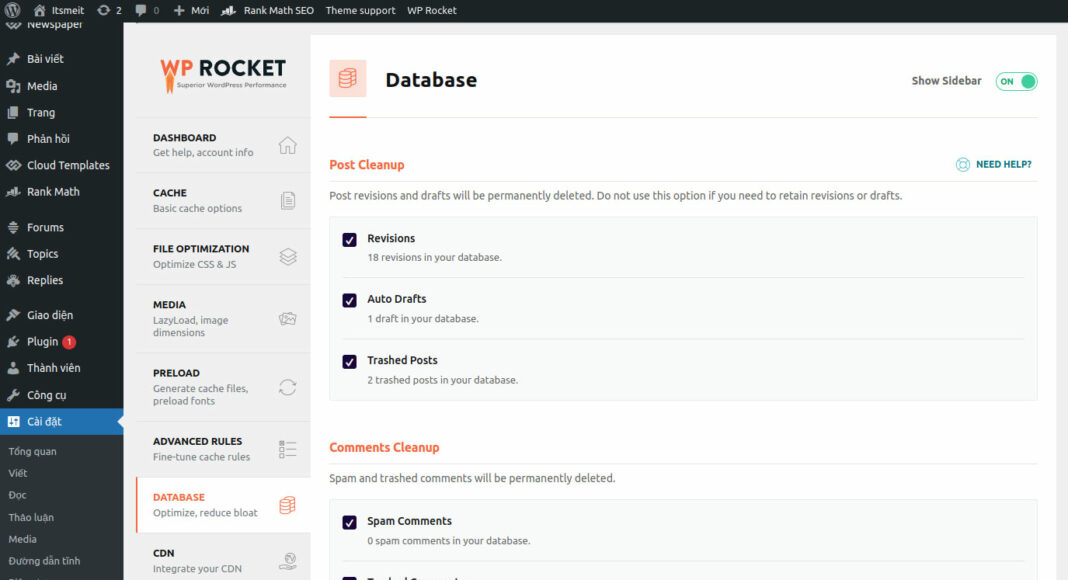 Itsmeit
2
0
Mới
Rank Math SEO
Theme support
WP Rocket
Newspaper
Bài viết
Media
Trang
Phản hồi
Cloud Templates
Rank Math
Forums
Topics
Replies
Giao diện
Plugin 1
Thành viên
Công cụ
Cài đặt
Tổng quan
Viết
Đọc
Thảo luận
Media
Đường dẫn tĩnh
WP ROCKET
Superior WordPress Performance
DASHBOARD
Get help, account info
CACHE
Basic cache options
FILE OPTIMIZATION
Optimize CSS & JS
MEDIA
LazyLoad, image
dimensions
PRELOAD
Generate cache files,
preload fonts
ADVANCED RULES
Fine-tune cache rules
DATABASE
Optimize, reduce bloat
CDN
Integrate your CDN
Database
Show Sidebar
ON
Post Cleanup
NEED HELP?
Post revisions and drafts will be permanently deleted. Do not use this option if you need to retain revisions or drafts.
Revisions
18 revisions in your database.
Auto Drafts
1 draft in your database.
Trashed Posts
2 trashed posts in your database.
Comments Cleanup
Spam and trashed comments will be permanently deleted.
Spam Comments
0 spam comments in your database.